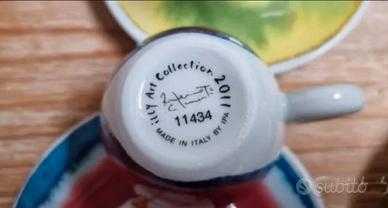 illy Art Collection 2011
11434
MADE IN ITALY BY IPA
subito